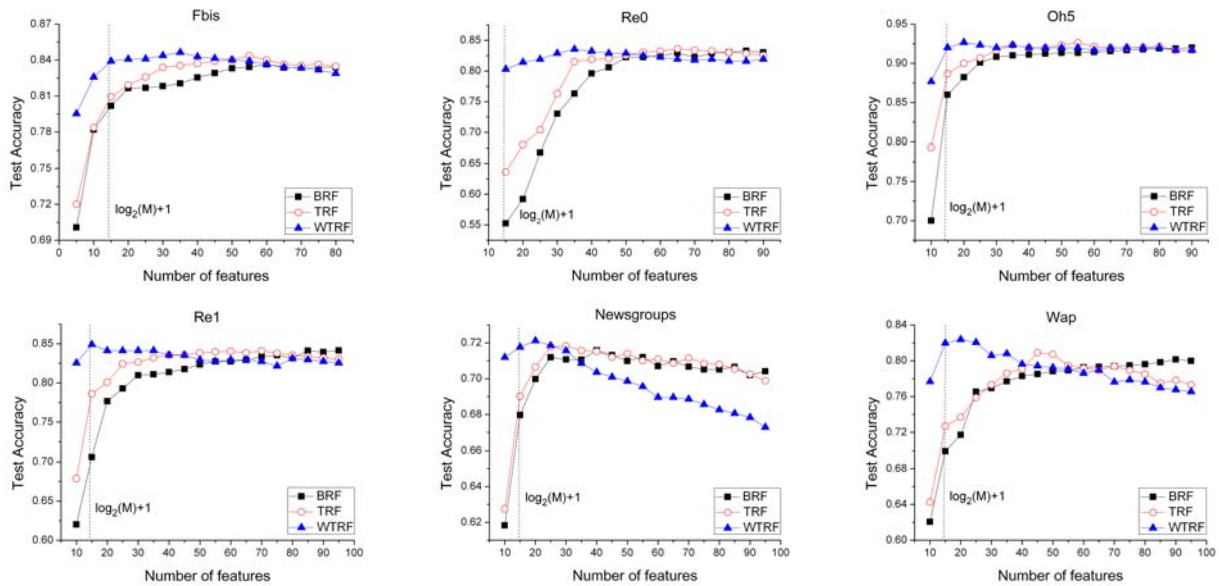 Fbis
0.87
0.84
0.81
0.78
0.75
0.72
0.69
Test Accuracy
log2(M)+1
BRF
TRF
WTRF
0 10 20 30 40 50 60 70 80
Number of features
Re0
0.85
0.80
0.75
0.70
0.65
0.60
0.55
Test Accuracy
log2(M)+1
BRF
TRF
WTRF
20 30 40 50 60 70 80 90
Number of features
Oh5
0.95
0.90
0.85
0.80
0.75
0.70
Test Accuracy
log2(M)+1
BRF
TRF
WTRF
10 20 30 40 50 60 70 80 90
Number of features
Re1
0.85
0.80
0.75
0.70
0.65
0.60
Test Accuracy
log2(M)+1
BRF
TRF
WTRF
10 20 30 40 50 60 70 80 90 100
Number of features
Newsgroups
0.72
0.70
0.68
0.66
0.64
0.62
Test Accuracy
log2(M)+1
BRF
TRF
WTRF
10 20 30 40 50 60 70 80 90 100
Number of features
Wap
0.84
0.80
0.76
0.72
0.68
0.64
0.60
Test Accuracy
log2(M)+1
BRF
TRF
WTRF
10 20 30 40 50 60 70 80 90 100
Number of features